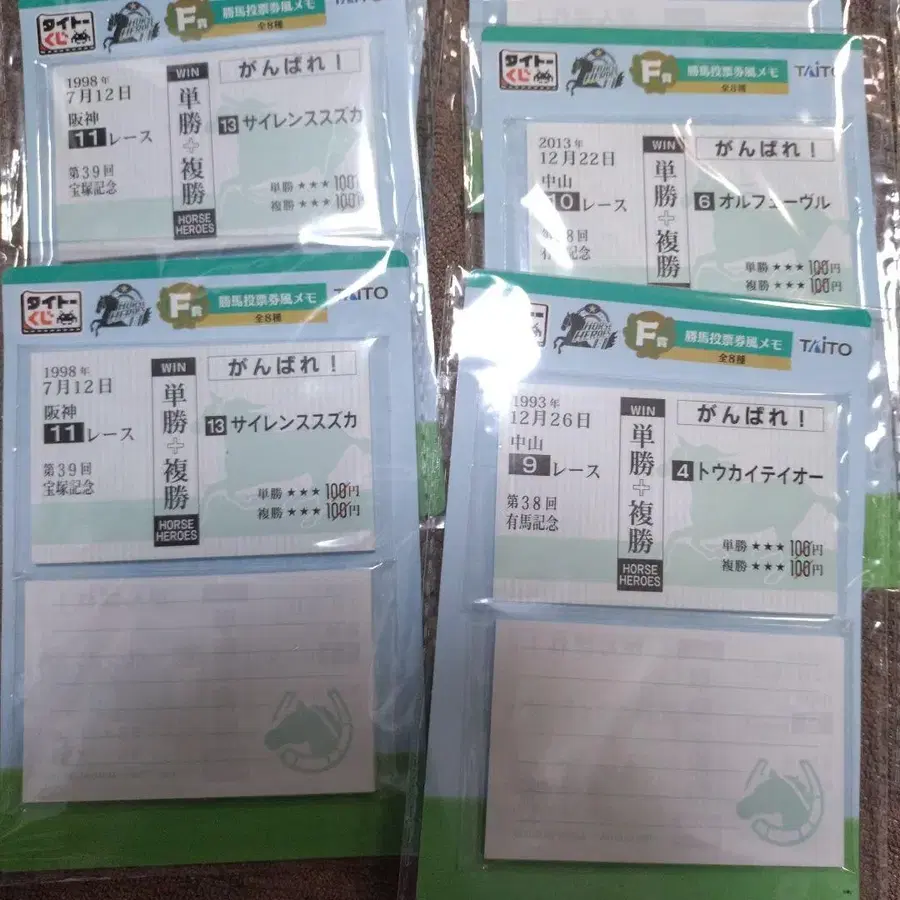 タイトー
くじ
HORSE
HEROES
F賞
勝馬投票券風メモ
全8種
TAITO
1998年
7月12日
阪神
11レース
第39回
宝塚記念
WIN
単勝+複勝
HORSE
HEROES
がんばれ!
13 サイレンススズカ
単勝★★★100円
複勝★★★100円
タイトー
くじ
F賞
勝馬投票券風メモ
全8種
TAITO
2013年
12月22日
中山
10レース
有馬記念
WIN
単勝+複勝
がんばれ!
6 オルフェーヴル
単勝★★★100円
タイトー
くじ
HORSE
HEROES
F賞
勝馬投票券風メモ
全8種
TAITO
1998年
7月12日
阪神
11レース
第39回
宝塚記念
WIN
単勝+複勝
HORSE
HEROES
がんばれ!
13 サイレンススズカ
単勝★★★100円
複勝★★★100円
HORSE
HEROES
F賞
勝馬投票券風メモ
全8種
TAITO
1993年
12月26日
中山
9レース
第38回
有馬記念
WIN
単勝+複勝
HORSE
HEROES
がんばれ!
4 トウカイテイオー
単勝★★★100円
複勝★★★100円